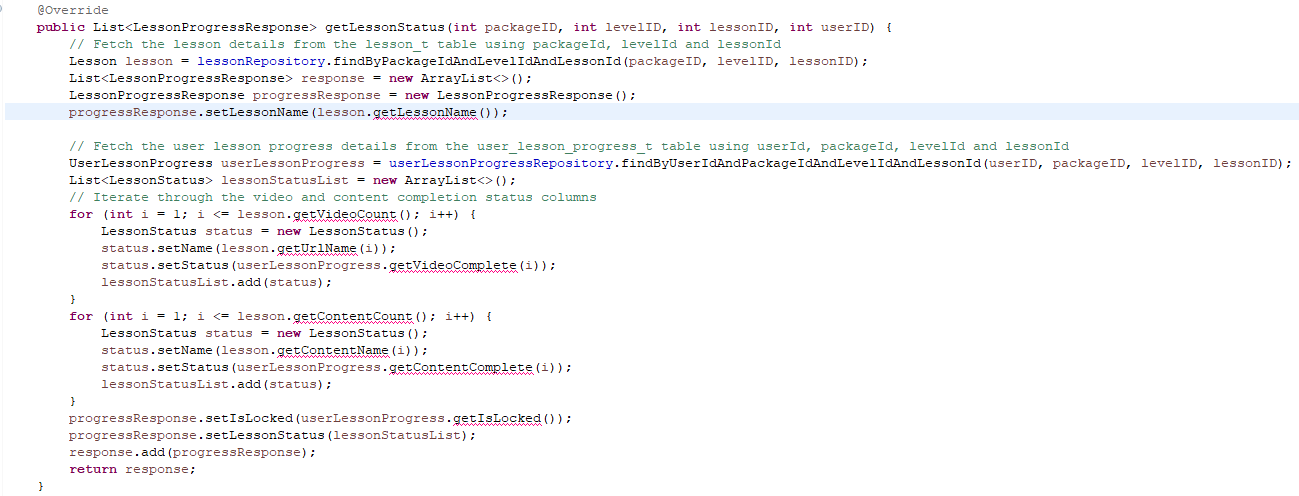 @Override
public List<LessonProgressResponse> getLessonStatus(int packageID, int levelID, int lessonID, int userID) {
// Fetch the lesson details from the lesson_t table using packageId, levelId and lessonId
Lesson lesson = lessonRepository.findByPackageIdAndLevelIdAndLessonId(packageID, levelID, lessonID);
List<LessonProgressResponse> response = new ArrayList<>();
LessonProgressResponse progressResponse = new LessonProgressResponse();
progressResponse.setLessonName(lesson.getLessonName());
// Fetch the user lesson progress details from the user_lesson_progress_t table using userId, packageId, levelId and lessonId
UserLessonProgress userLessonProgress = userLessonProgressRepository.findByUserIdAndPackageIdAndLevelIdAndLessonId(userID, packageID, levelID, lessonID);
List<LessonStatus> lessonStatusList = new ArrayList<>();
// Iterate through the video and content completion status columns
for (int i = 1; i <= lesson.getVideoCount(); i++) {
LessonStatus status = new LessonStatus();
status.setName(lesson.getUrlName(i));
status.setStatus(userLessonProgress.getVideoComplete(i));
lessonStatusList.add(status);
}
for (int i = 1; i <= lesson.getContentCount(); i++) {
LessonStatus status = new LessonStatus();
status.setName(lesson.getContentName(i));
status.setStatus(userLessonProgress.getContentComplete(i));
lessonStatusList.add(status);
}
progressResponse.setIsLocked(userLessonProgress.getIsLocked());
progressResponse.setLessonStatus(lessonStatusList);
response.add(progressResponse);
return response;
}